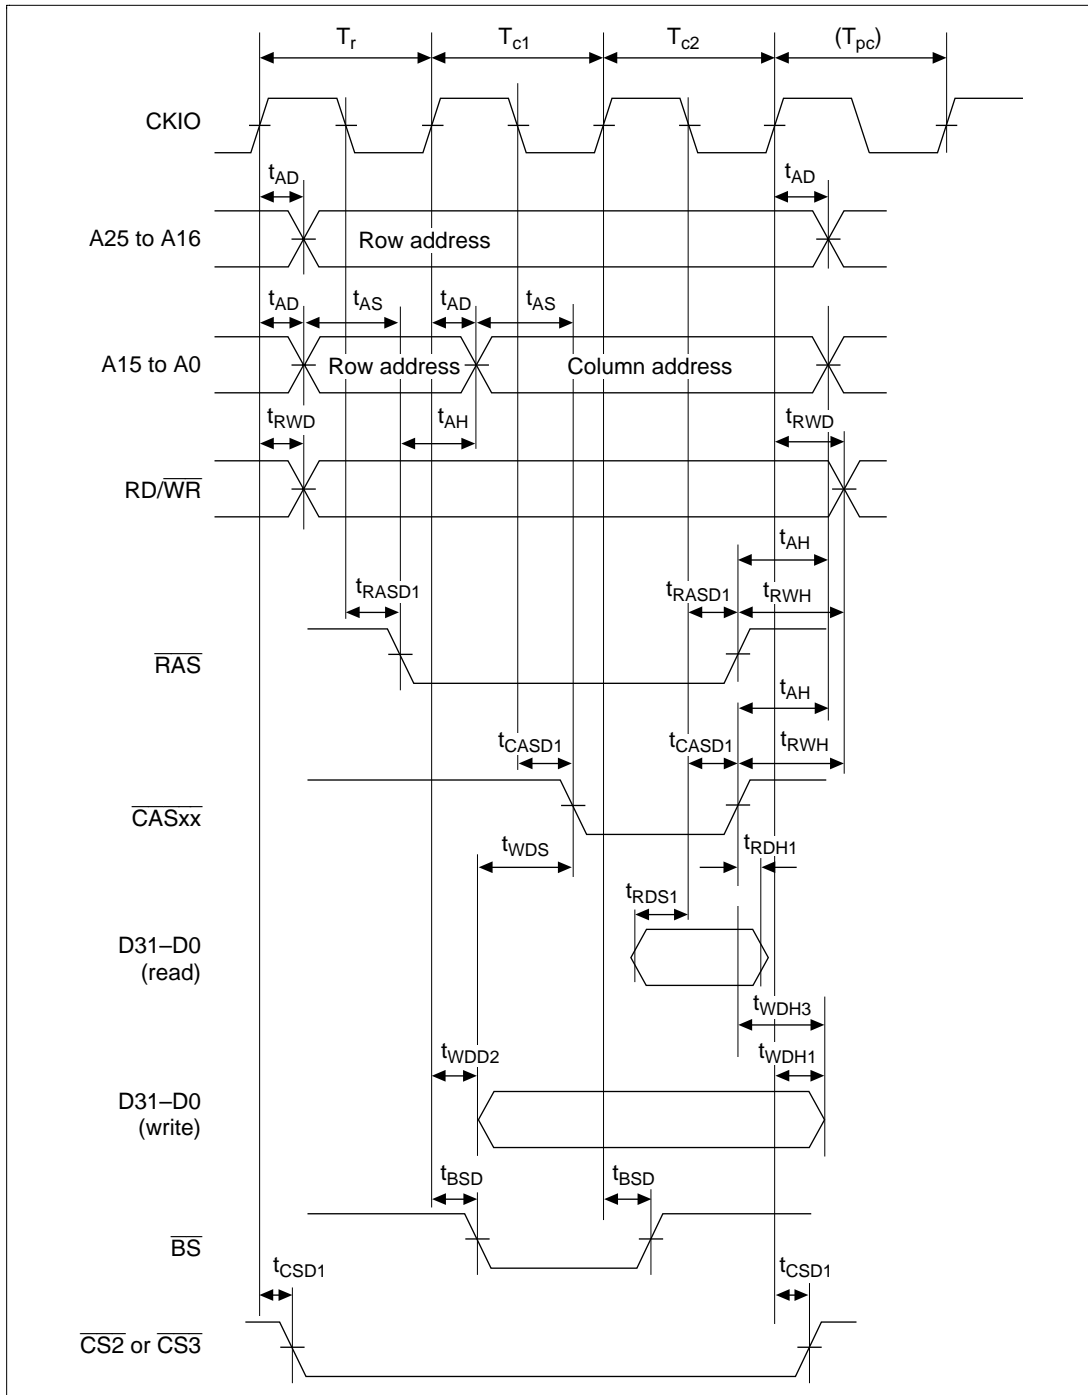 Tr Tc1 Tc2 (Tpc)
CKIO
tAD tAD
A25 to A16 Row address
tAD tAS tAD tAS
A15 to A0 Row address Column address
tRWD tAH tRWD
RD/WR
tAH
tRASD1 tRASD1 tRWH
RAS
tAH
tCASD1 tCASD1 tRWH
CASxx
tWDS tRDH1
tRDS1
D31–D0
(read)
tWDH3
tWDD2 tWDH1
D31–D0
(write)
tBSD tBSD
BS
tCSD1 tCSD1
CS2 or CS3